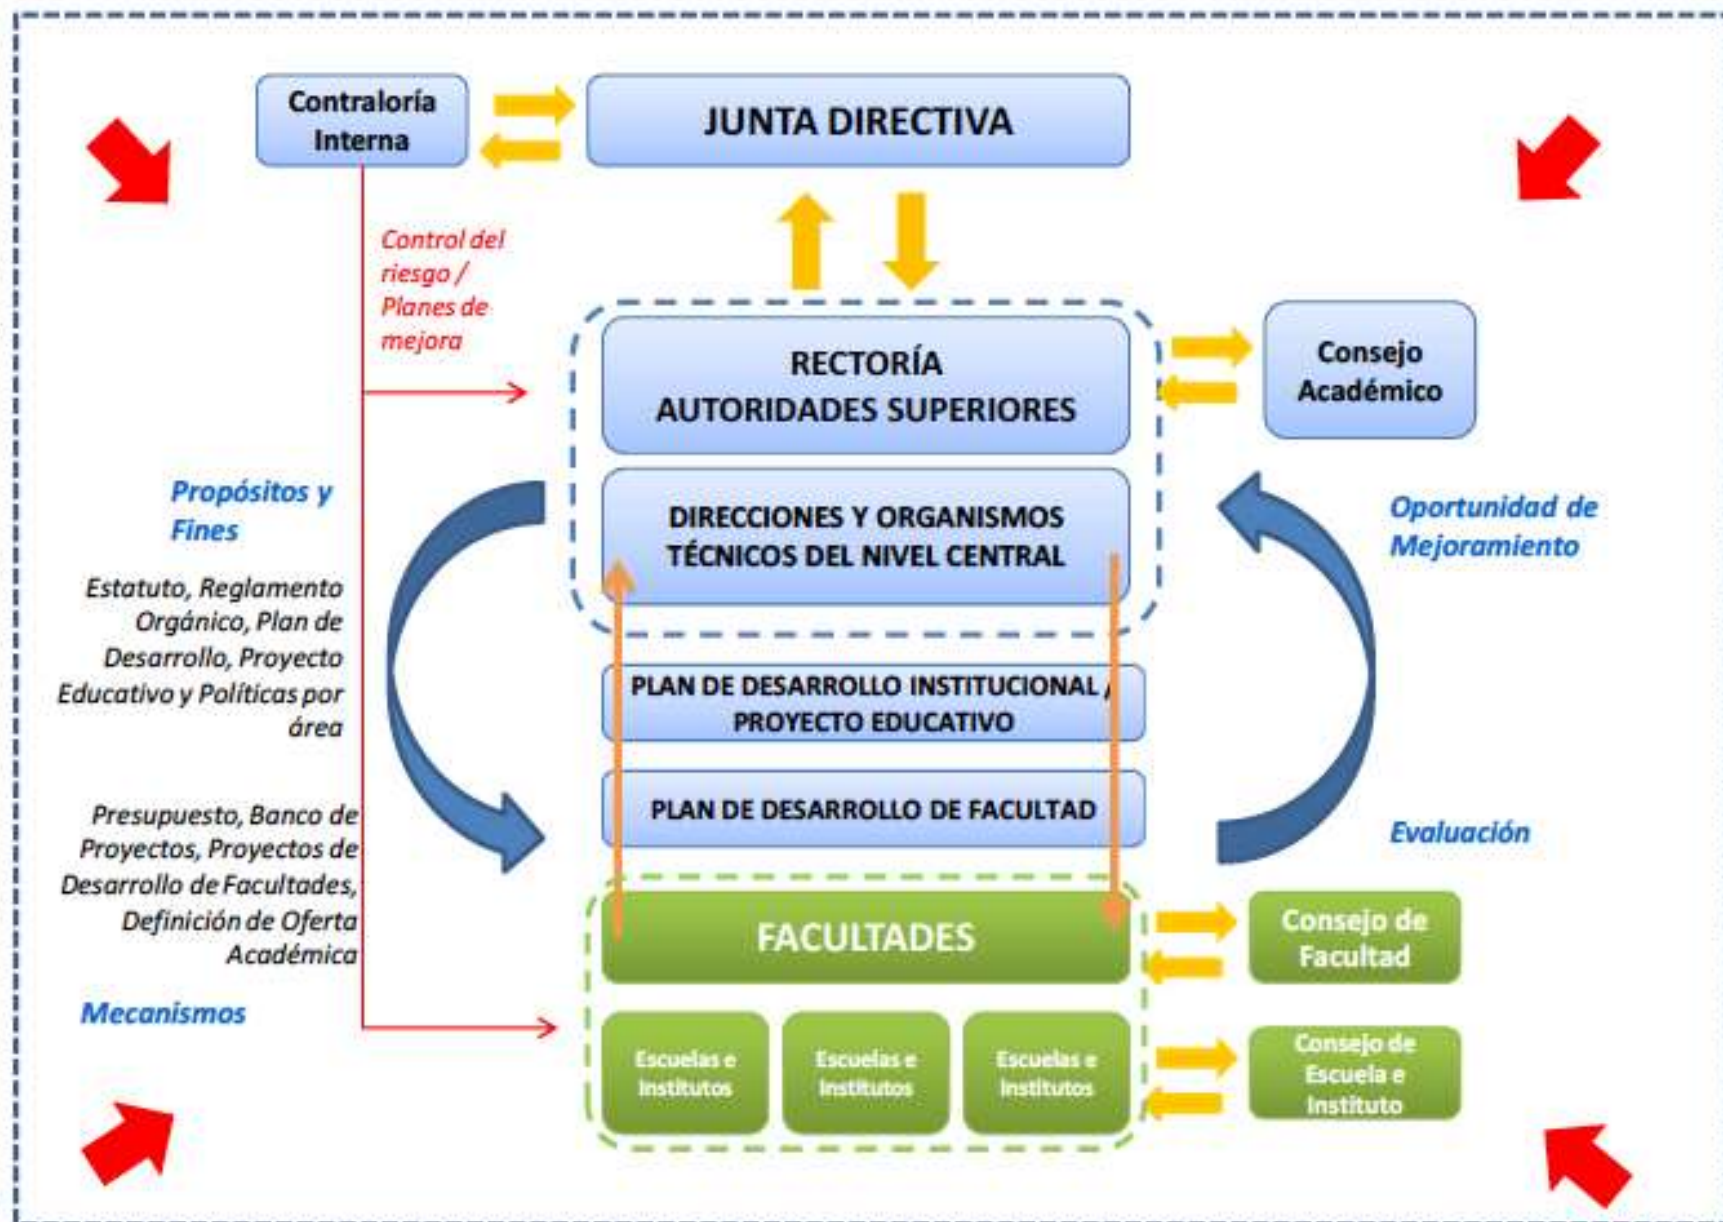 Contraloría
Interna
JUNTA DIRECTIVA
Control del
riesgo /
Planes de
mejora
RECTORÍA
AUTORIDADES SUPERIORES
Consejo
Académico
Propósitos y
Fines
DIRECCIONES Y ORGANISMOS
TÉCNICOS DEL NIVEL CENTRAL
Oportunidad de
Mejoramiento
Estatuto, Reglamento
Orgánico, Plan de
Desarrollo, Proyecto
Educativo y Políticas por
área
PLAN DE DESARROLLO INSTITUCIONAL /
PROYECTO EDUCATIVO
Presupuesto, Banco de
Proyectos, Proyectos de
Desarrollo de Facultades,
Definición de Oferta
Académica
PLAN DE DESARROLLO DE FACULTAD
Evaluación
FACULTADES
Consejo de
Facultad
Mecanismos
Escuelas e
Institutos
Escuelas e
Institutos
Escuelas e
Institutos
Consejo de
Escuela e
Instituto